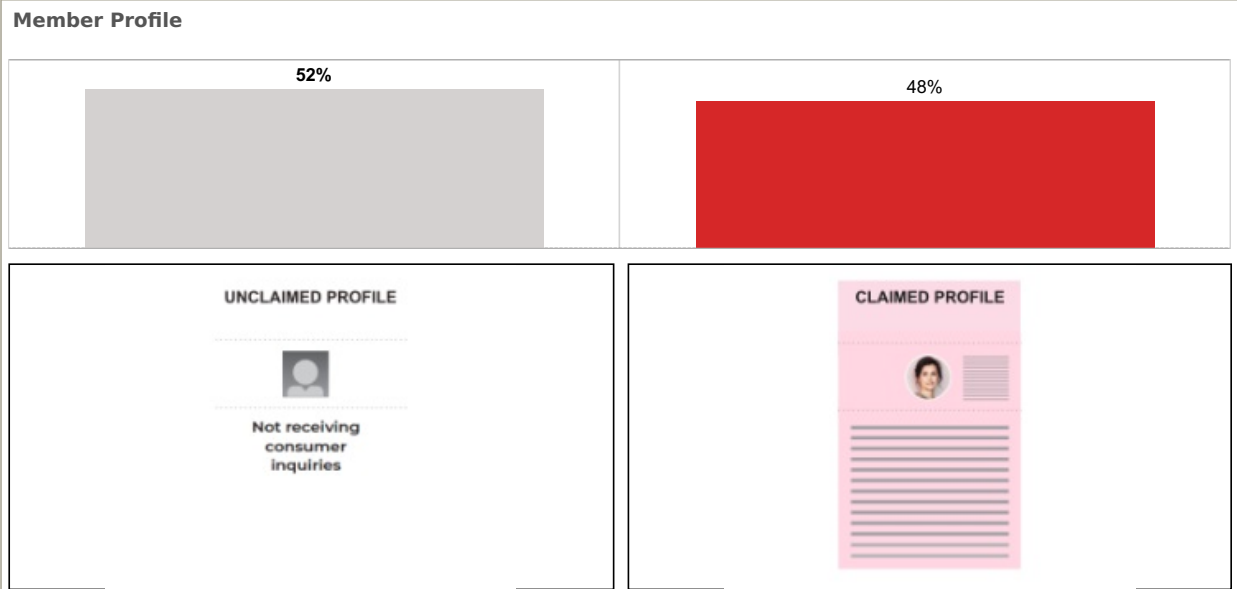 Member Profile
52%
48%
UNCLAIMED PROFILE
Not receiving
consumer
inquiries
CLAIMED PROFILE